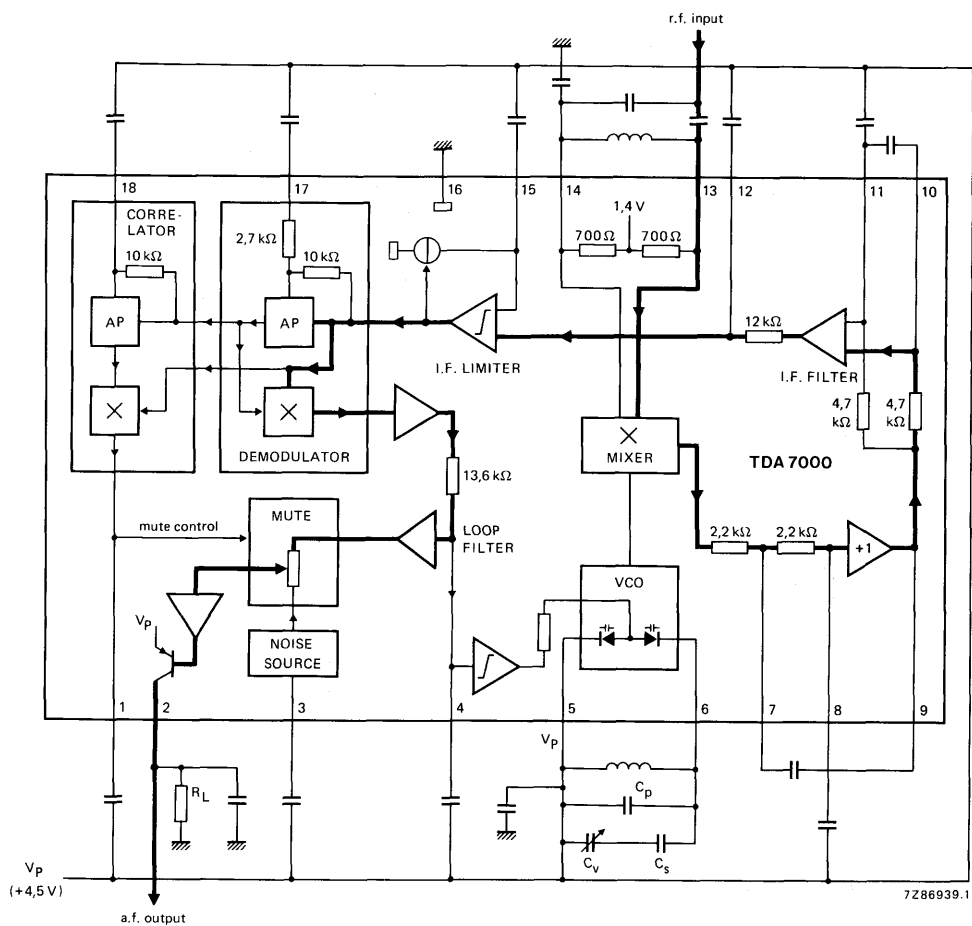 r.f. input
18
17
16
15
14
13
12
11
10
CORRE-
LATOR
2,7 kΩ
1,4 V
700Ω
700Ω
10 kΩ
10 kΩ
AP
AP
12 kΩ
I.F. LIMITER
I.F. FILTER
4,7
kΩ
4,7
kΩ
DEMODULATOR
MIXER
TDA 7000
13,6 kΩ
MUTE
mute control
LOOP
FILTER
2,2 kΩ
2,2 kΩ
+1
VCO
VP
NOISE
SOURCE
1
2
3
4
5
6
7
8
9
VP
RL
Cp
Cv
Cs
VP
(+4,5 V)
7Z86939.1
a.f. output